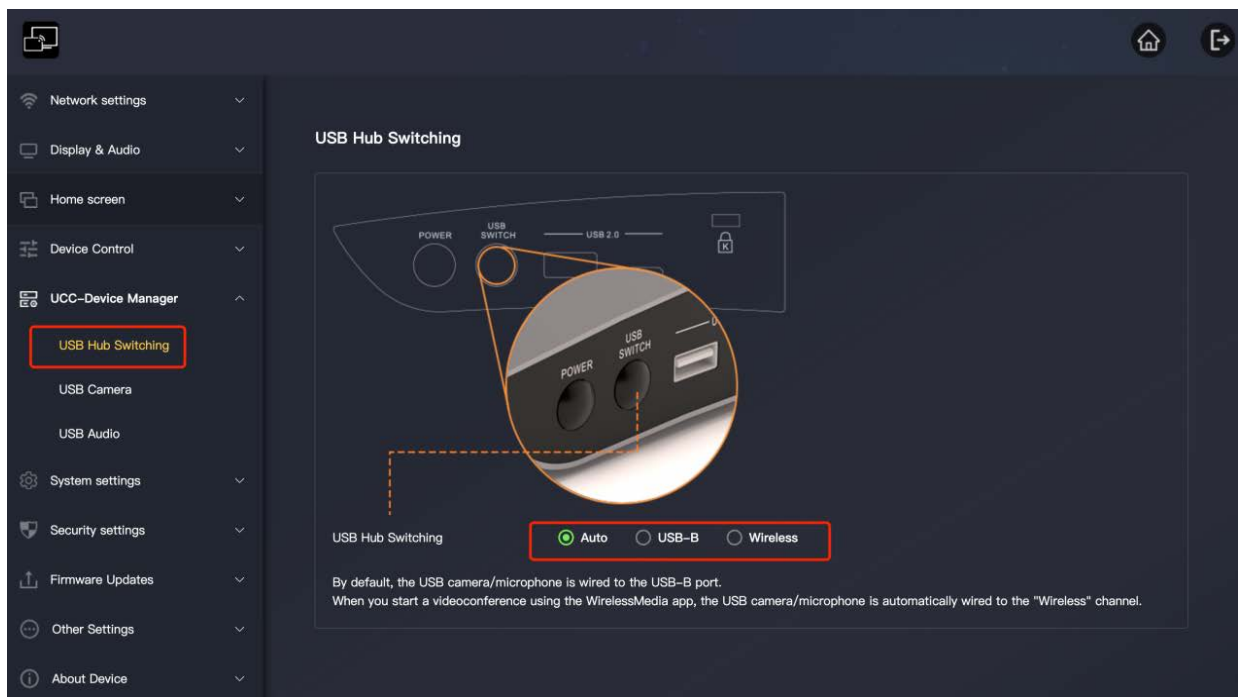 Network settings
Display & Audio
Home screen
Device Control
UCC-Device Manager
USB Hub Switching
USB Camera
USB Audio
System settings
Security settings
Firmware Updates
Other Settings
About Device
USB Hub Switching
POWER
USB
SWITCH
USB 2.0
K
POWER
USB
SWITCH
USB Hub Switching
Auto
USB-B
Wireless
By default, the USB camera/microphone is wired to the USB-B port.
When you start a videoconference using the WirelessMedia app, the USB camera/microphone is automatically wired to the "Wireless" channel.